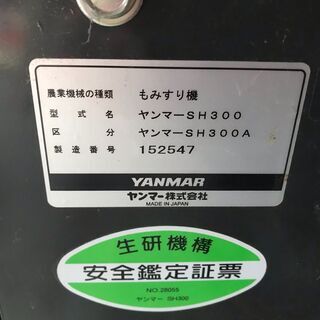 農業機械の種類 もみすり機
型式名 ヤンマーSH300
区分 ヤンマーSH300A
製造番号 152547
YANMAR
ヤンマー株式会社
MADE IN JAPAN
生研機構
安全鑑定証票
NO.28055
ヤンマー SH300